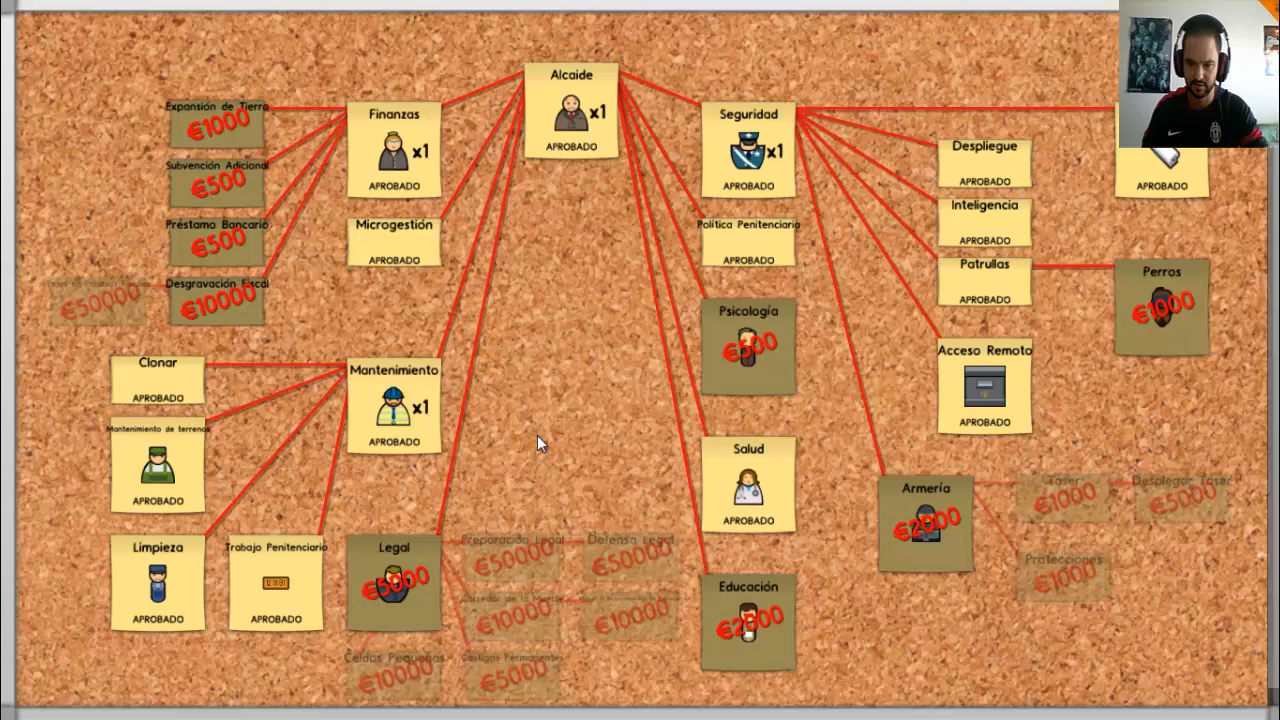 Alcaide
x1
APROBADO
Finanzas
x1
APROBADO
Expansión de Tierra
€1000
Subvención Adicional
€500
Préstamo Bancario
€500
Desgravación Fiscal
€10000
€50000
Microgestión
APROBADO
Mantenimiento
x1
APROBADO
Clonar
APROBADO
Mantenimiento de terrenos
APROBADO
Limpieza
APROBADO
Trabajo Penitenciario
APROBADO
Legal
€5000
Preparación Legal
€50000
Defensa Legal
€50000
Corredor de la Muerte
€10000
€10000
Celdas Pequeñas
€10000
Castigos Permanentes
€5000
Seguridad
x1
APROBADO
Política Penitenciaria
APROBADO
Psicología
€500
Salud
APROBADO
Educación
€2000
Despliegue
APROBADO
Inteligencia
APROBADO
Patrullas
APROBADO
Acceso Remoto
APROBADO
APROBADO
Perros
€1000
Armería
€2000
Taser
€1000
Desplegar Taser
€5000
Protecciones
€1000